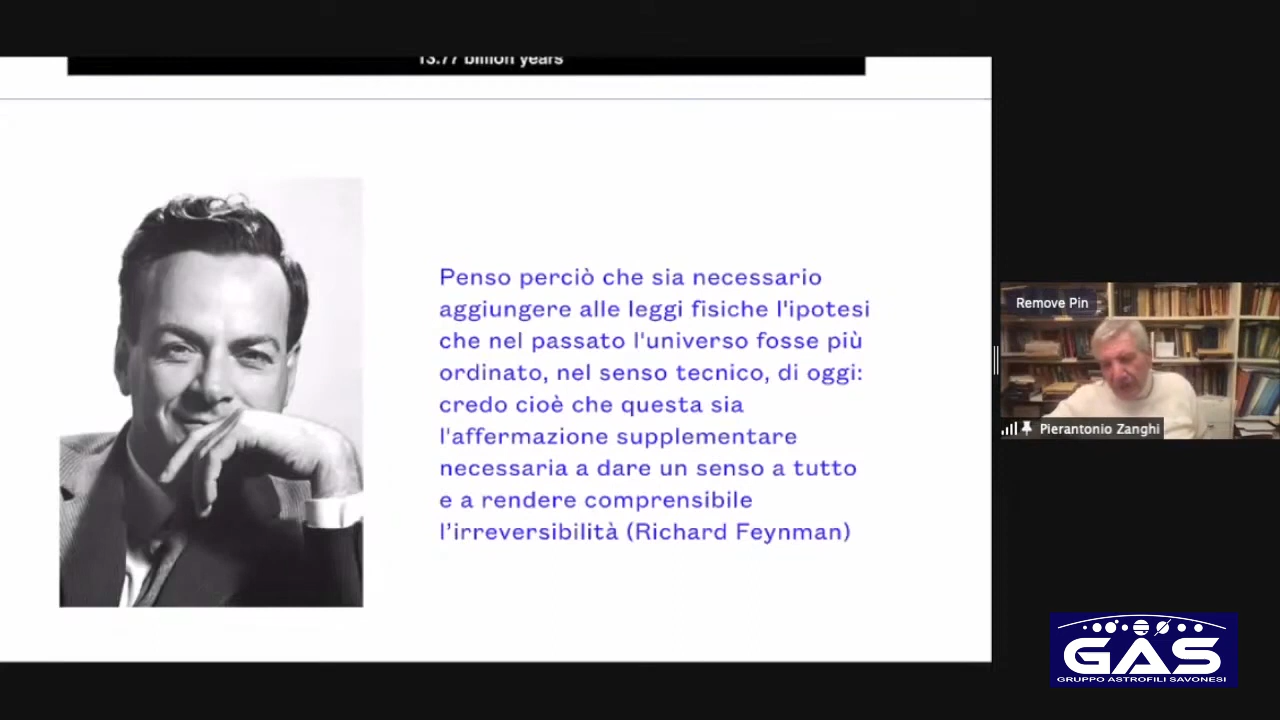 13.77 billion years
Penso perciò che sia necessario
aggiungere alle leggi fisiche l'ipotesi
che nel passato l'universo fosse più
ordinato, nel senso tecnico, di oggi:
credo cioè che questa sia
l'affermazione supplementare
necessaria a dare un senso a tutto
e a rendere comprensibile
l’irreversibilità (Richard Feynman)
Remove Pin
Pierantonio Zanghi
GAS
GRUPPO ASTROFILI SAVONESI